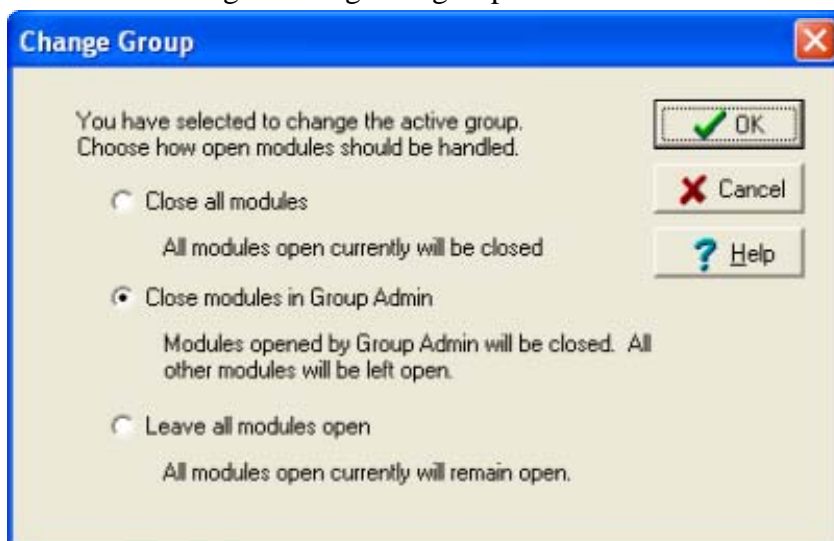 Change Group
You have selected to change the active group.
Choose how open modules should be handled.
OK
Cancel
Help
Close all modules
All modules open currently will be closed
Close modules in Group Admin
Modules opened by Group Admin will be closed. All
other modules will be left open.
Leave all modules open
All modules open currently will remain open.